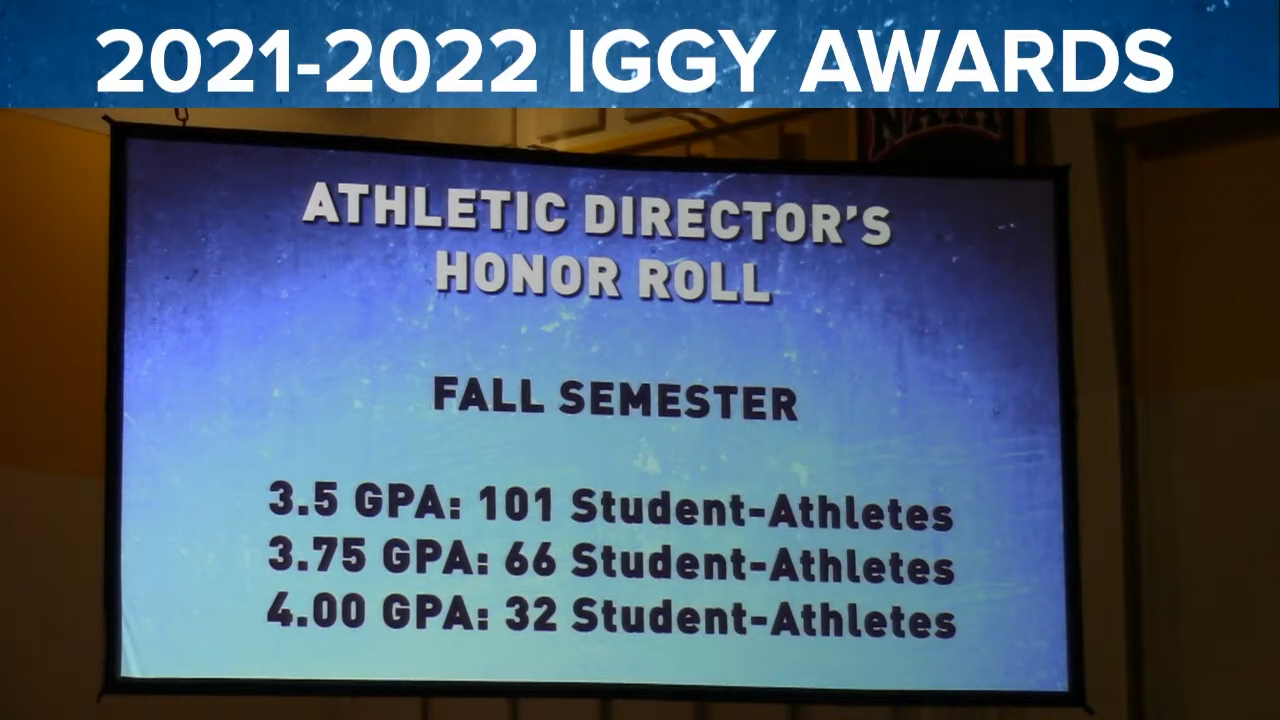 2021-2022 IGGY AWARDS
NAIA
ATHLETIC DIRECTOR'S
HONOR ROLL
FALL SEMESTER
3.5 GPA: 101 Student-Athletes
3.75 GPA: 66 Student-Athletes
4.00 GPA: 32 Student-Athletes